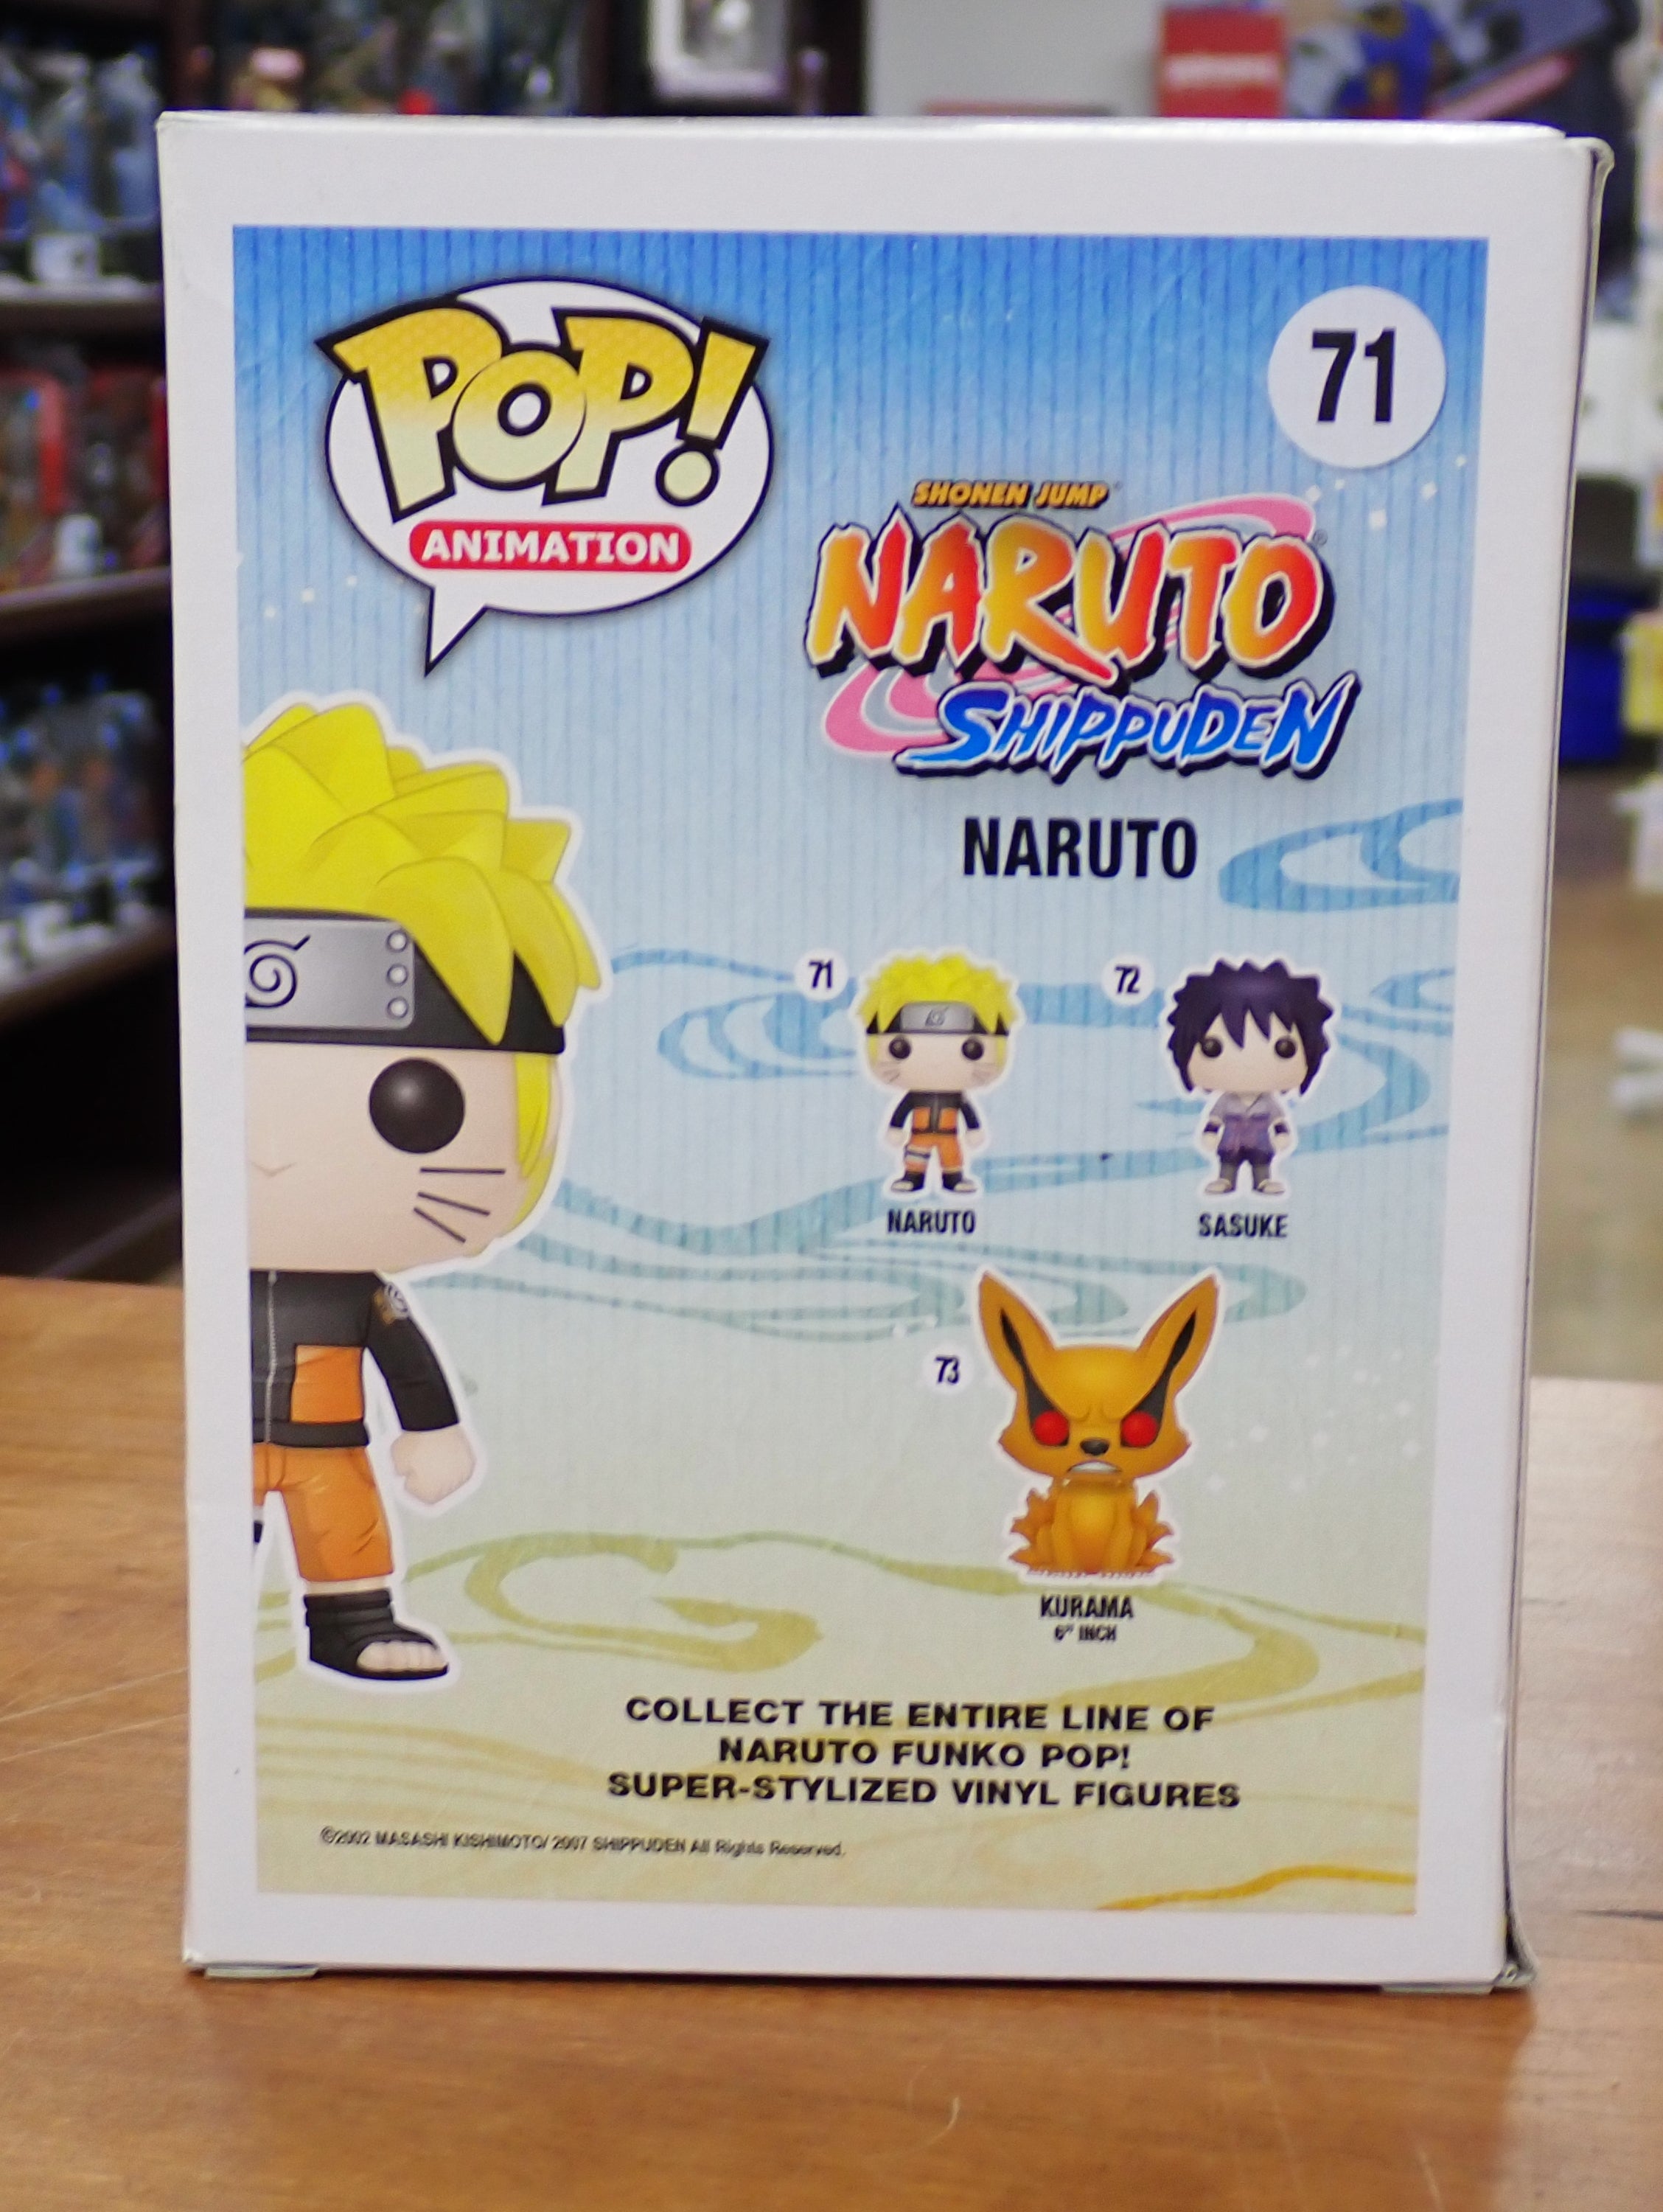 POP!
ANIMATION
71
SHONEN JUMP
NARUTO
SHIPPUDEN
NARUTO
71
72
NARUTO
SASUKE
73
KURAMA
6" INCH
COLLECT THE ENTIRE LINE OF
NARUTO FUNKO POP!
SUPER-STYLIZED VINYL FIGURES
©2002 MASASHI KISHIMOTO/ 2007 SHIPPUDEN All Rights Reserved.